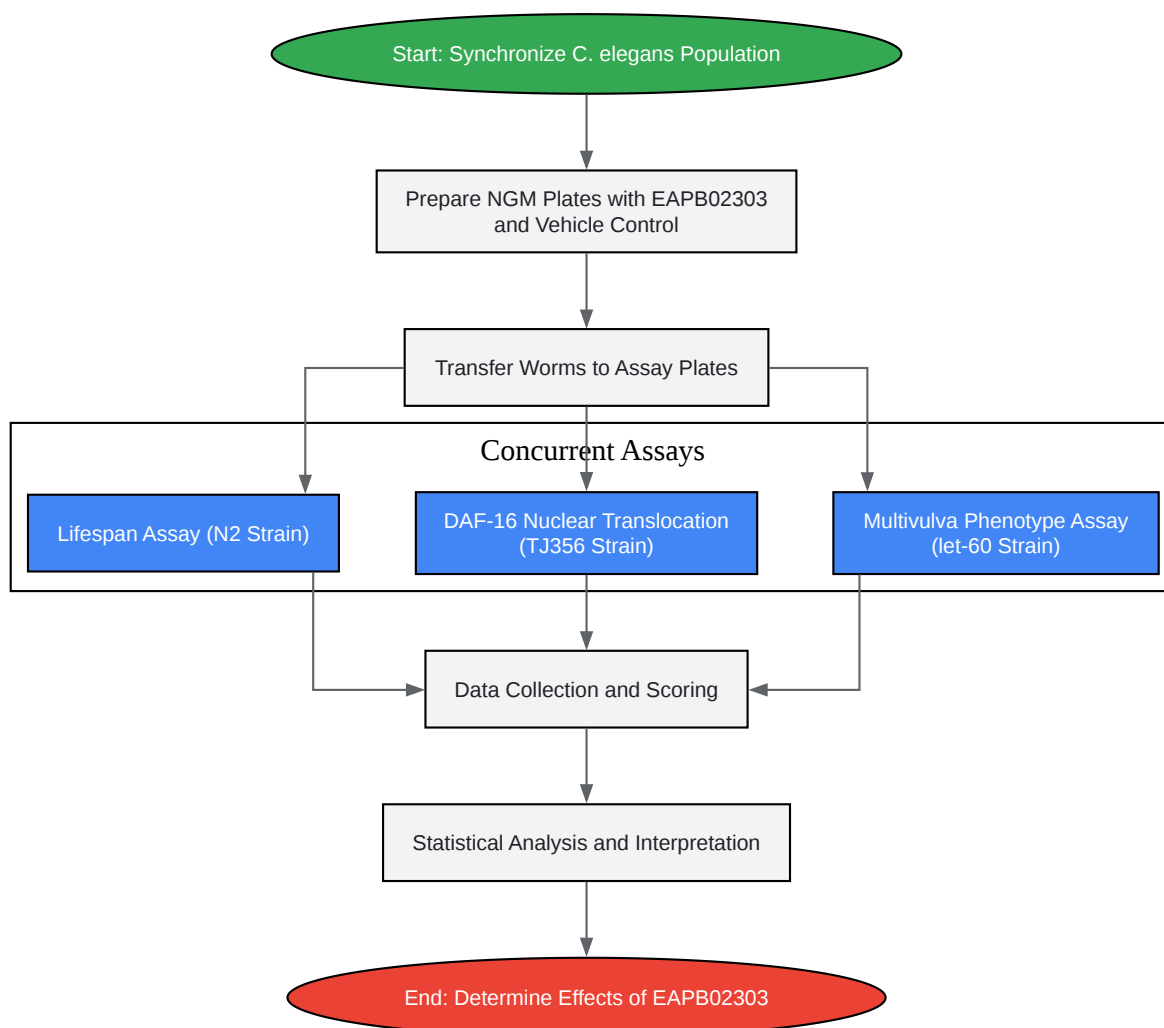 Start: Synchronize C. elegans Population
Prepare NGM Plates with EAPB02303
and Vehicle Control
Transfer Worms to Assay Plates
Concurrent Assays
Lifespan Assay (N2 Strain)
DAF-16 Nuclear Translocation
(TJ356 Strain)
Multivulva Phenotype Assay
(let-60 Strain)
Data Collection and Scoring
Statistical Analysis and Interpretation
End: Determine Effects of EAPB02303